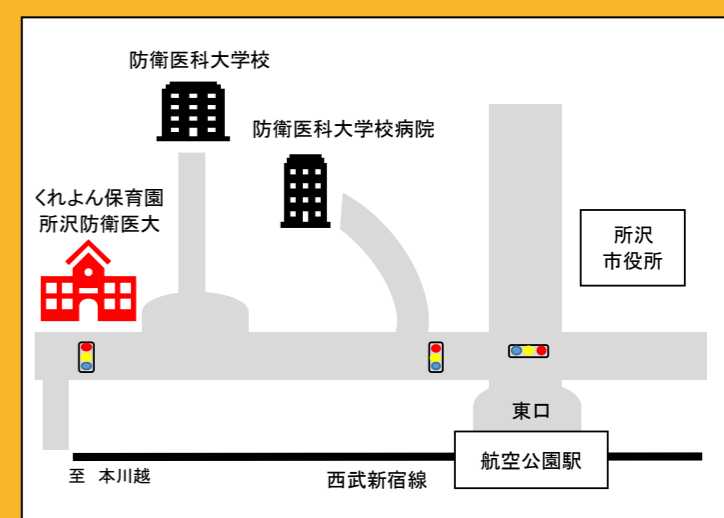 防衛医科大学校
防衛医科大学校病院
くれよん保育園
所沢防衛医大
所沢
市役所
東口
航空公園駅
至 本川越
西武新宿線